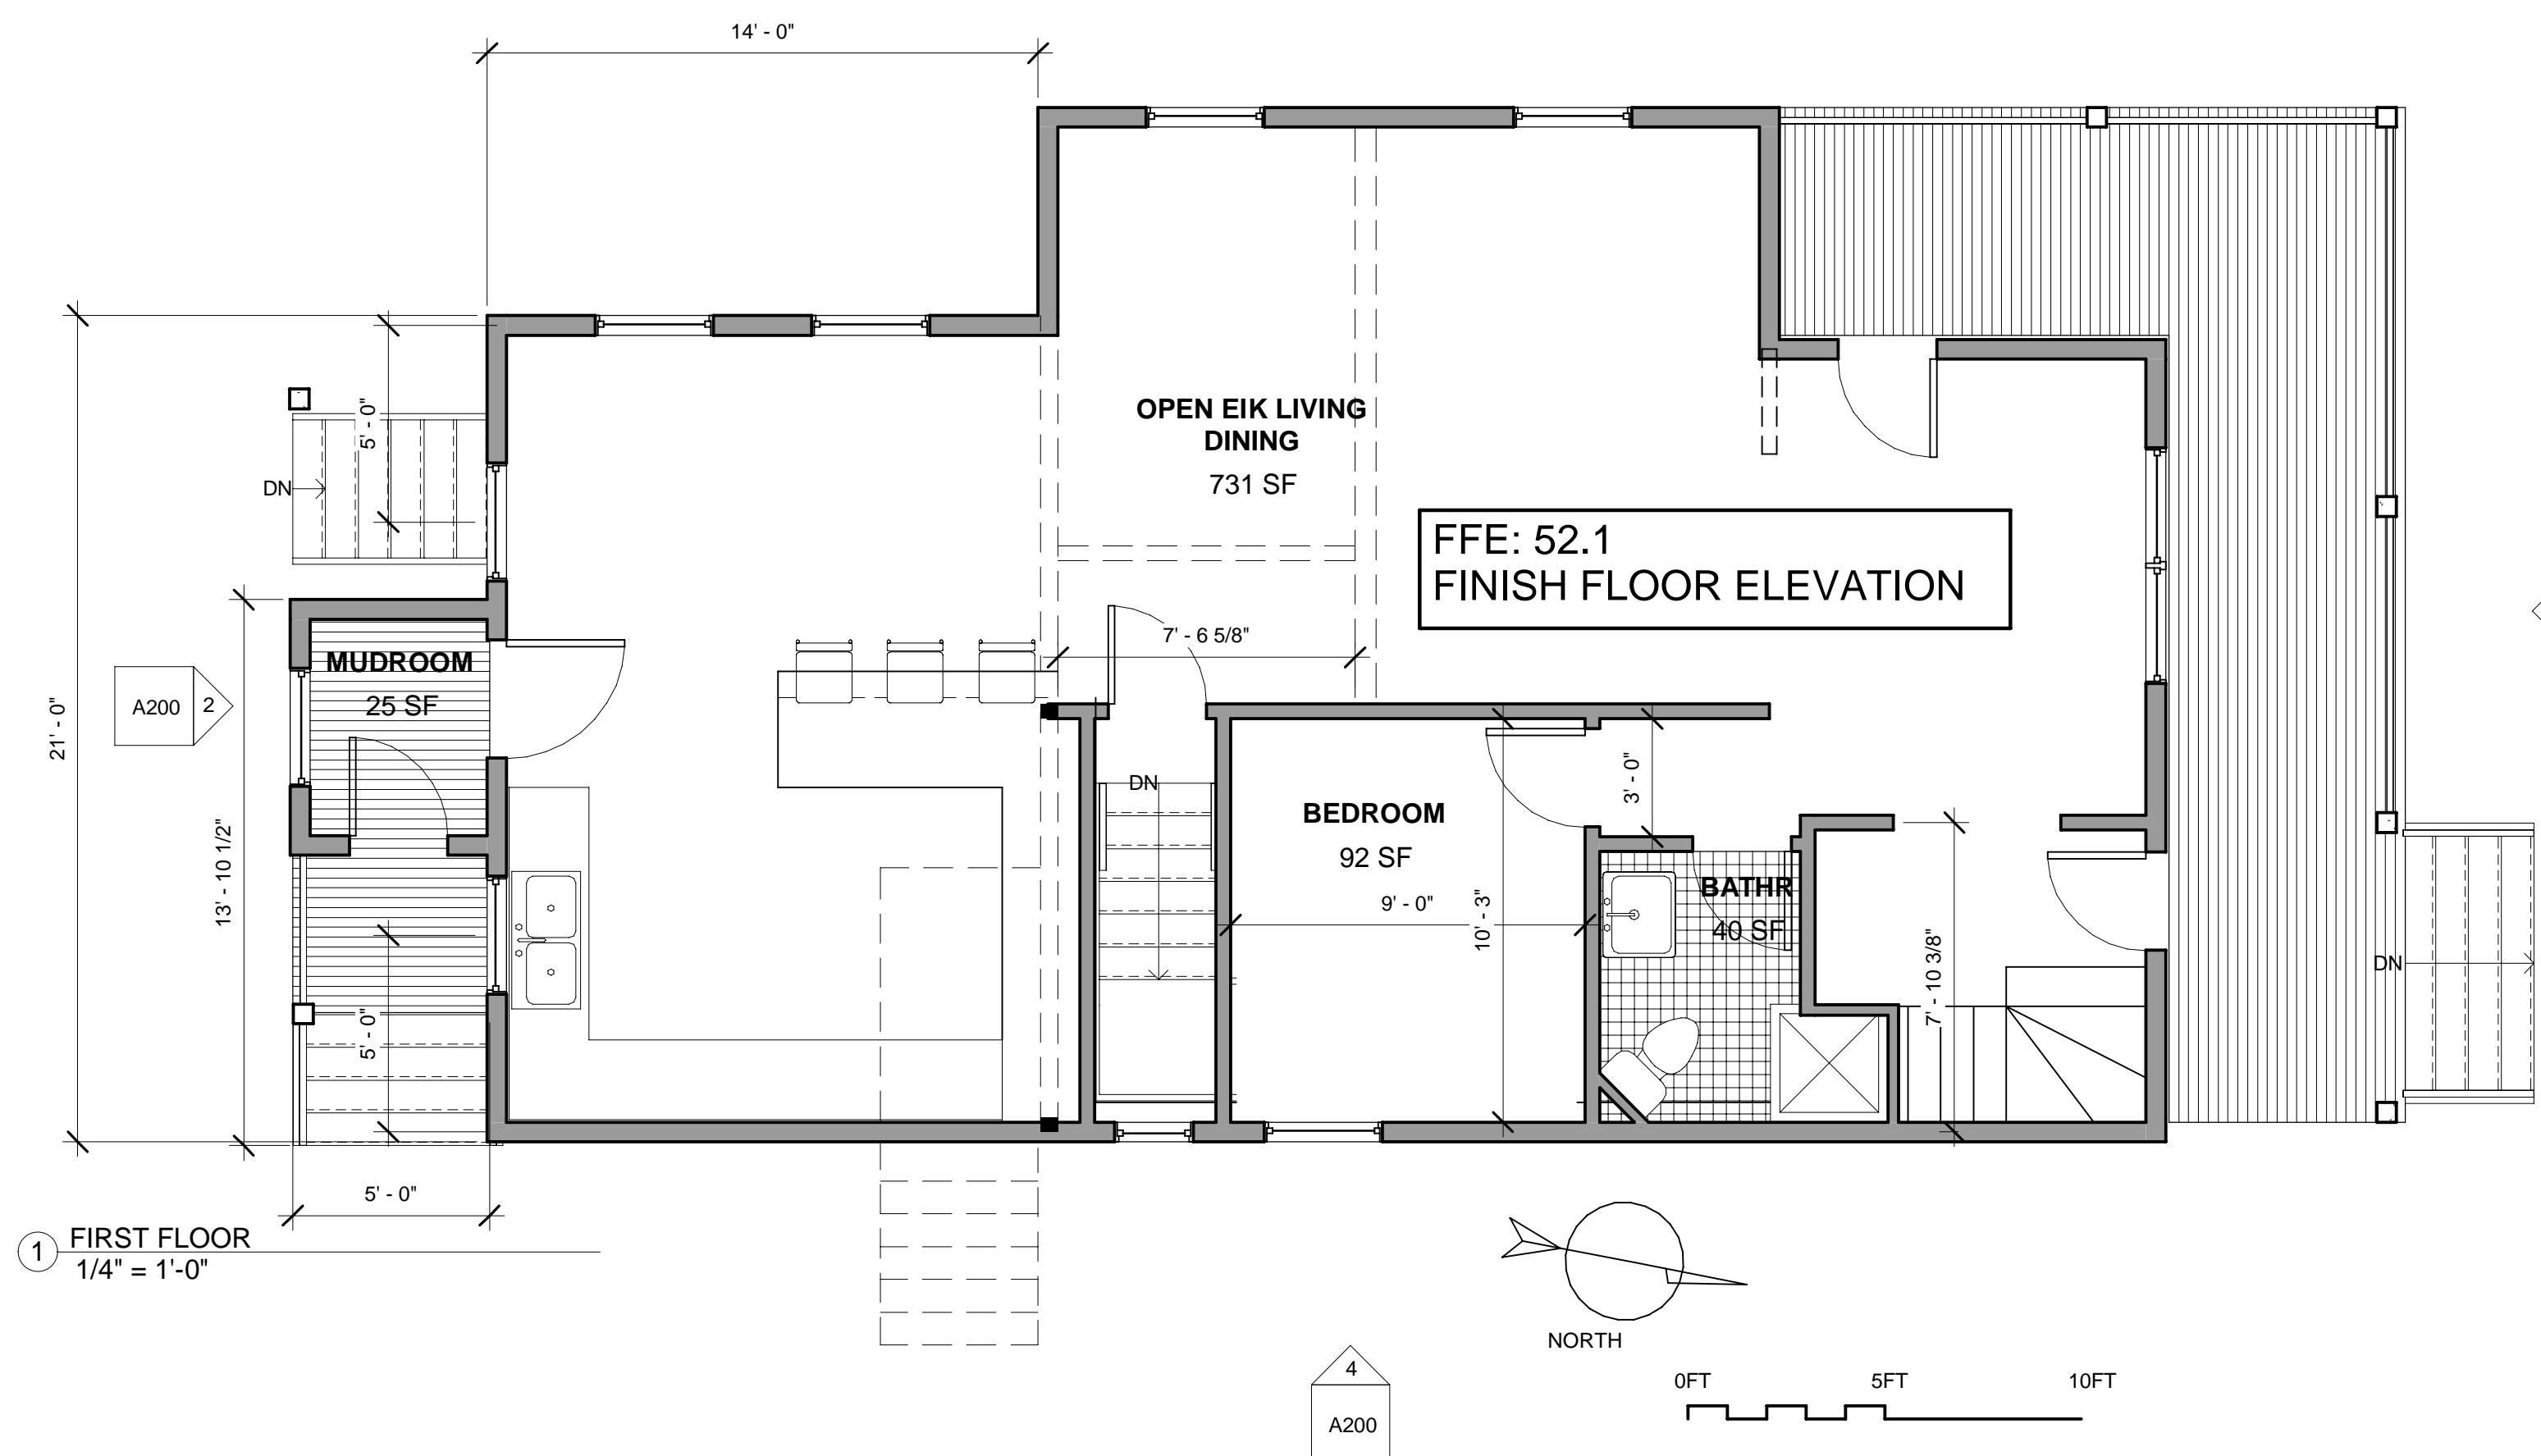 14' - 0"
OPEN EIK LIVING
DINING
731 SF
5' - 0"
DN
FFE: 52.1
FINISH FLOOR ELEVATION
7' - 6 5/8"
MUDROOM
25 SF
A200
2
21' - 0"
13' - 10 1/2"
DN
3' - 0"
BEDROOM
92 SF
9' - 0"
10' - 3"
BATHR
40 SF
7' - 10 3/8"
DN
5' - 0"
5' - 0"
1
FIRST FLOOR
1/4" = 1'-0"
NORTH
4
A200
0FT
5FT
10FT